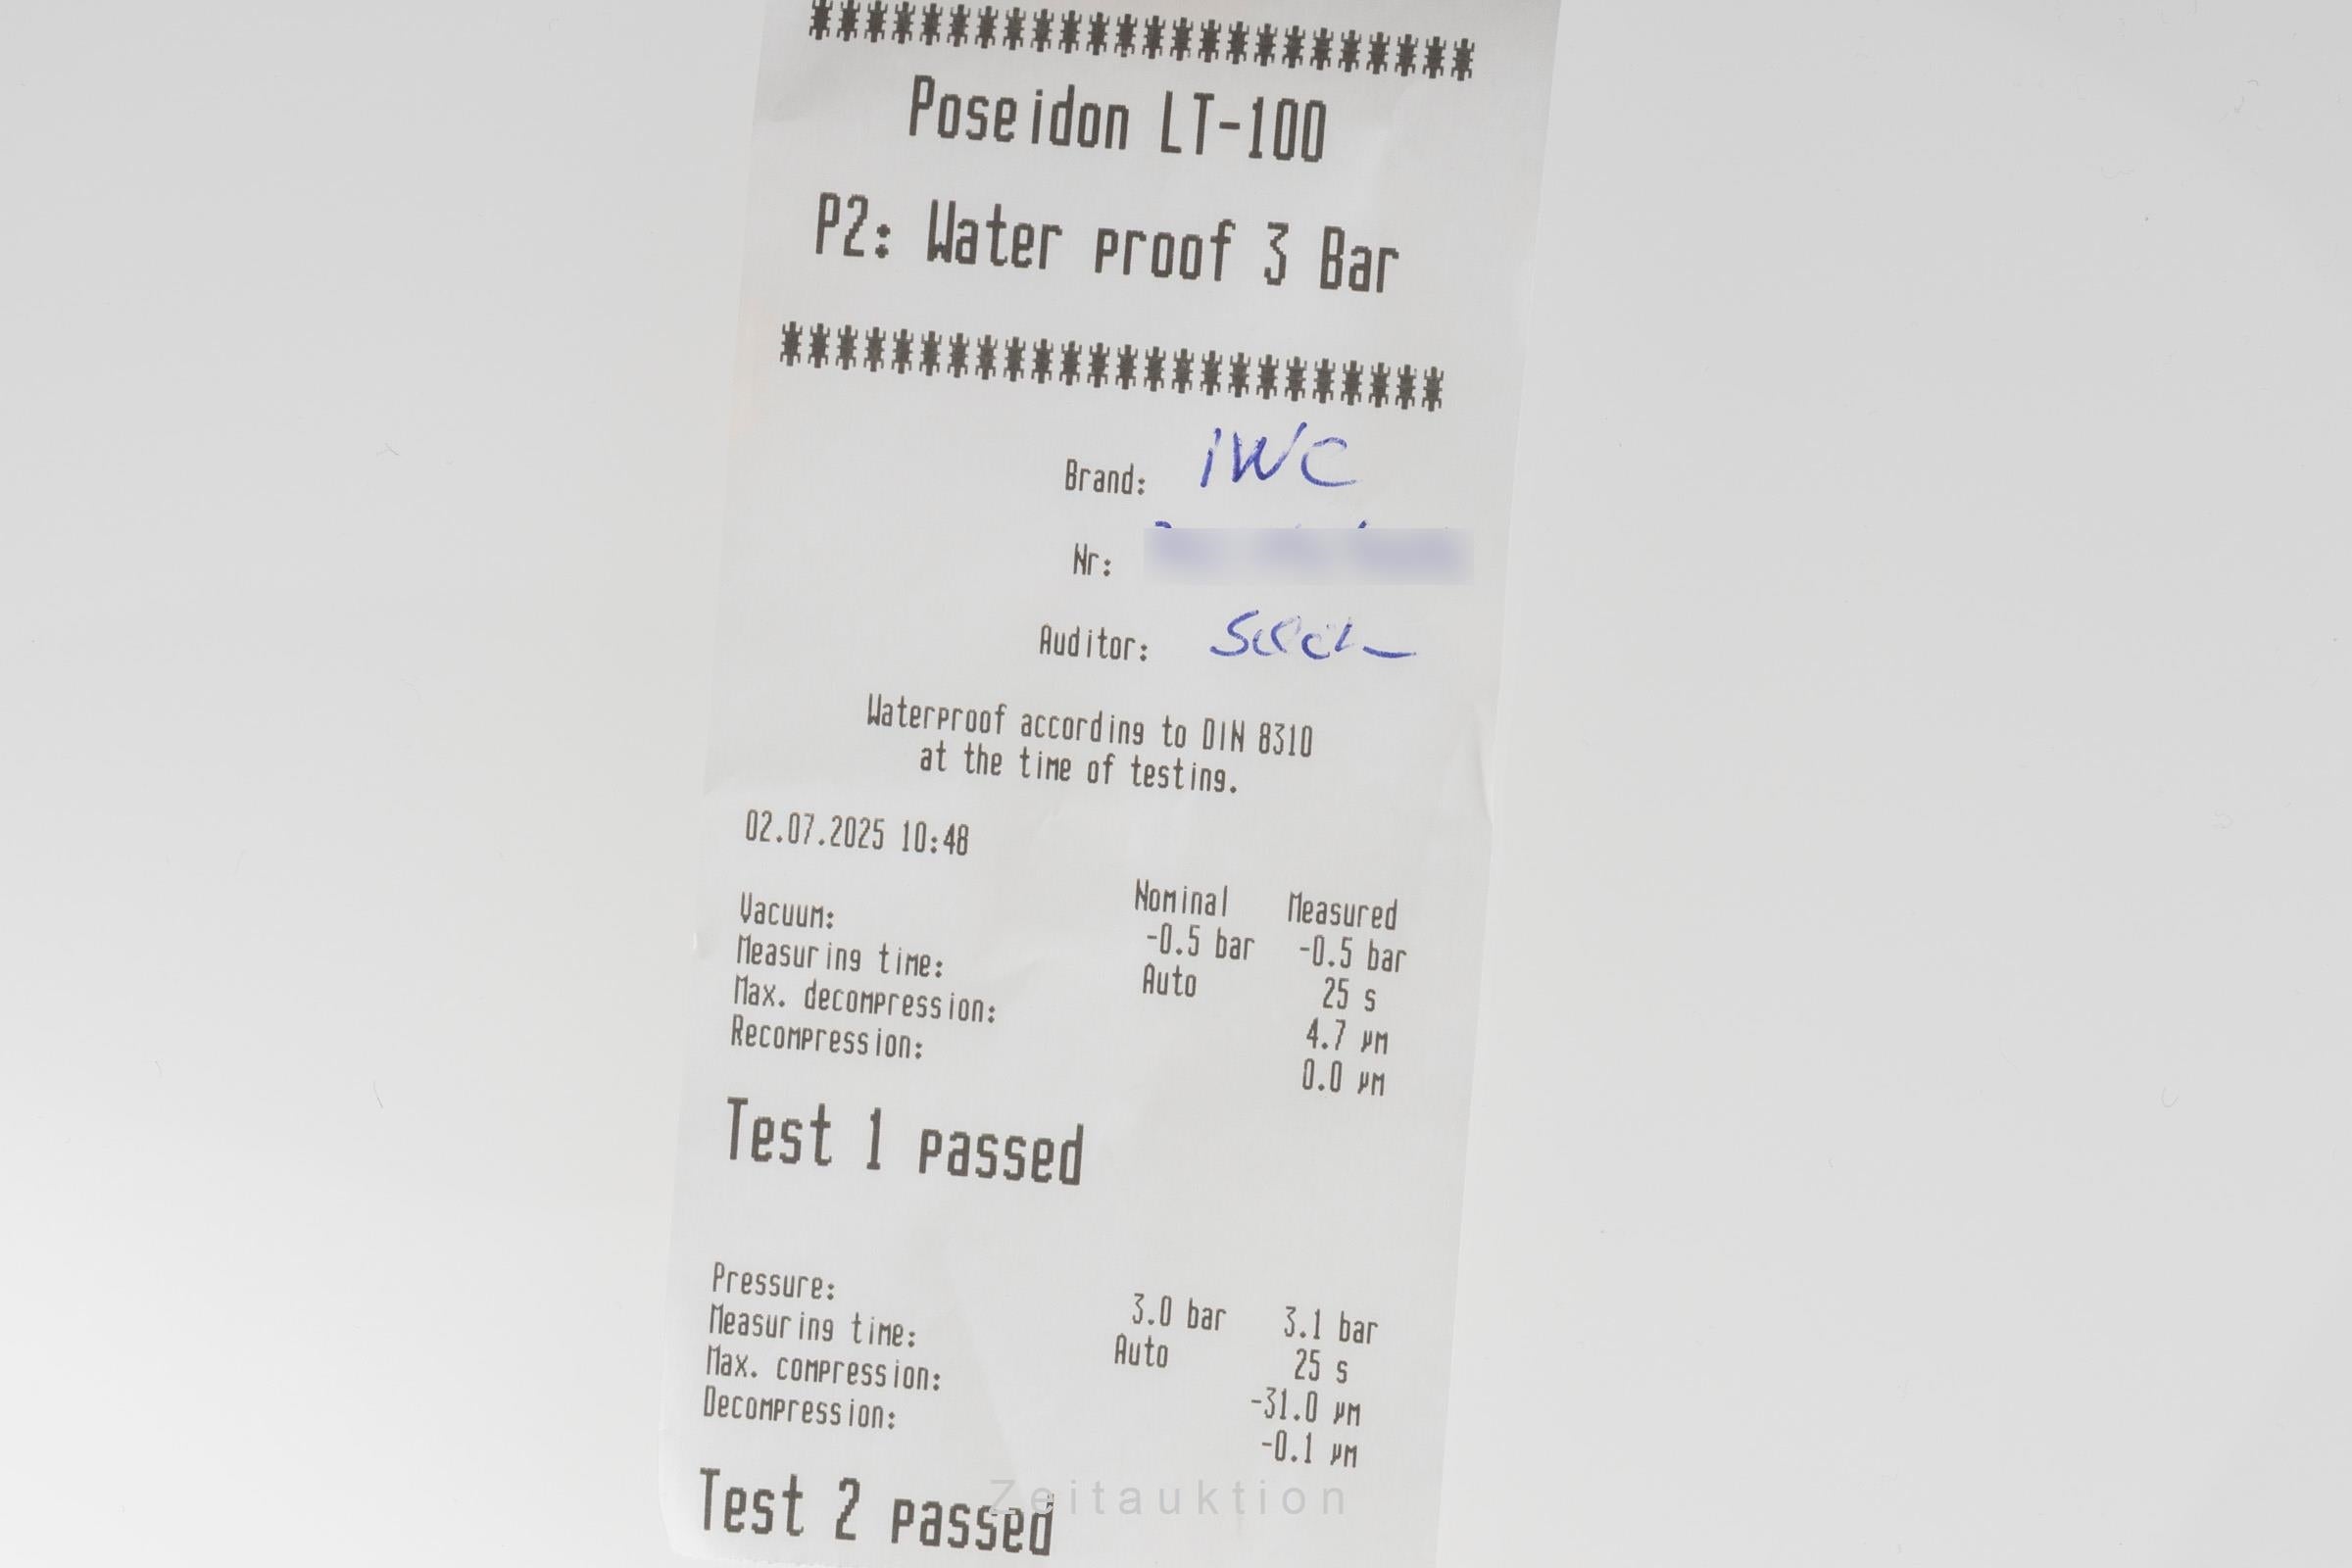 ************************
Poseidon LT-100
P2: Water proof 3 Bar
************************
Brand: IWC
Nr:
Auditor:
Waterproof according to DIN 8310
at the time of testing.
02.07.2025 10:48
Nominal Measured
Vacuum: -0.5 bar -0.5 bar
Measuring time: Auto 25 s
Max. decompression: 4.7 µm
Recompression: 0.0 µm
Test 1 passed
Pressure: 3.0 bar 3.1 bar
Measuring time: Auto 25 s
Max. compression: -31.0 µm
Decompression: -0.1 µm
Test 2 passed
Zeitauktion